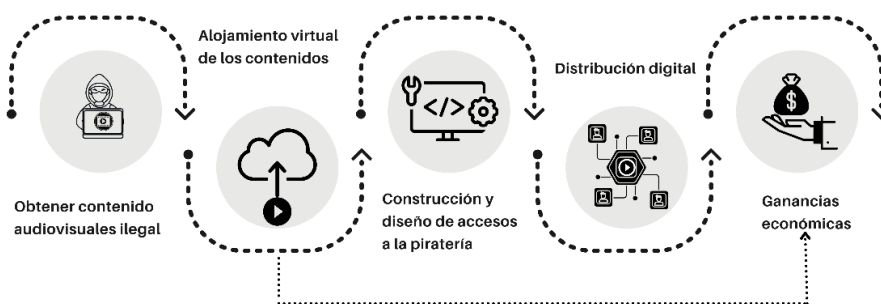 Obtener contenido
audiovisuales ilegal
Alojamiento virtual
de los contenidos
</>
Construcción y
diseño de accesos
a la piratería
Distribución digital
$
Ganancias
económicas